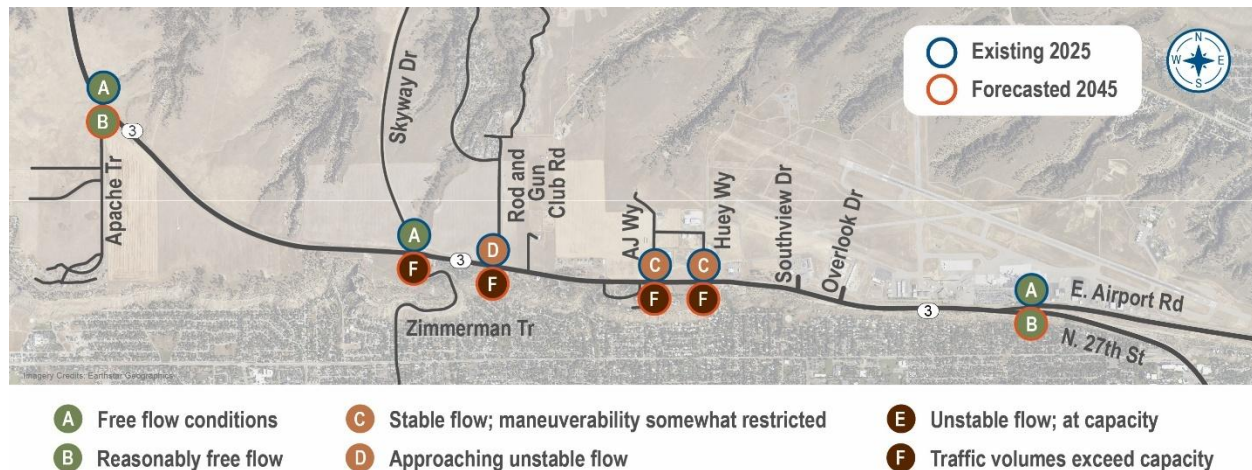 N
W E
S
Existing 2025
Forecasted 2045
A
B
3
Apache Tr
Skyway Dr
A
F
3
Zimmerman Tr
D
F
Rod and
Gun
Club Rd
AJ Wy
C
F
Huey Wy
C
F
Southview Dr
Overlook Dr
3
A
B
E. Airport Rd
N. 27th St
Imagery Credits: Earthstar Geographics
A Free flow conditions
B Reasonably free flow
C Stable flow; maneuverability somewhat restricted
D Approaching unstable flow
E Unstable flow; at capacity
F Traffic volumes exceed capacity